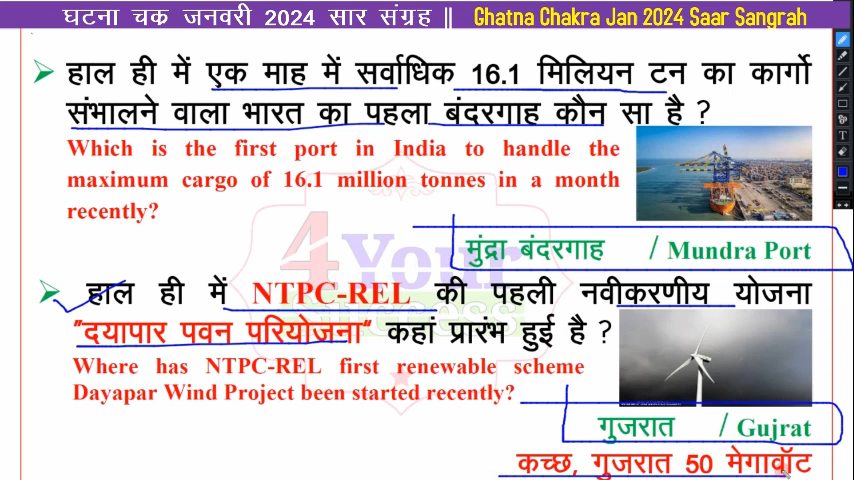 घटना चक्र जनवरी 2024 सार संग्रह || Ghatna Chakra Jan 2024 Saar Sangrah
हाल ही में एक माह में सर्वाधिक 16.1 मिलियन टन का कार्गो
संभालने वाला भारत का पहला बंदरगाह कौन सा है ?
Which is the first port in India to handle the
maximum cargo of 16.1 million tonnes in a month
recently?
मुंद्रा बंदरगाह / Mundra Port
4 Your
Success
हाल ही में NTPC-REL की पहली नवीकरणीय योजना
"दयापार पवन परियोजना" कहां प्रारंभ हुई है ?
Where has NTPC-REL first renewable scheme
Dayapar Wind Project been started recently?
गुजरात / Gujrat
कच्छ, गुजरात 50 मेगावॉट